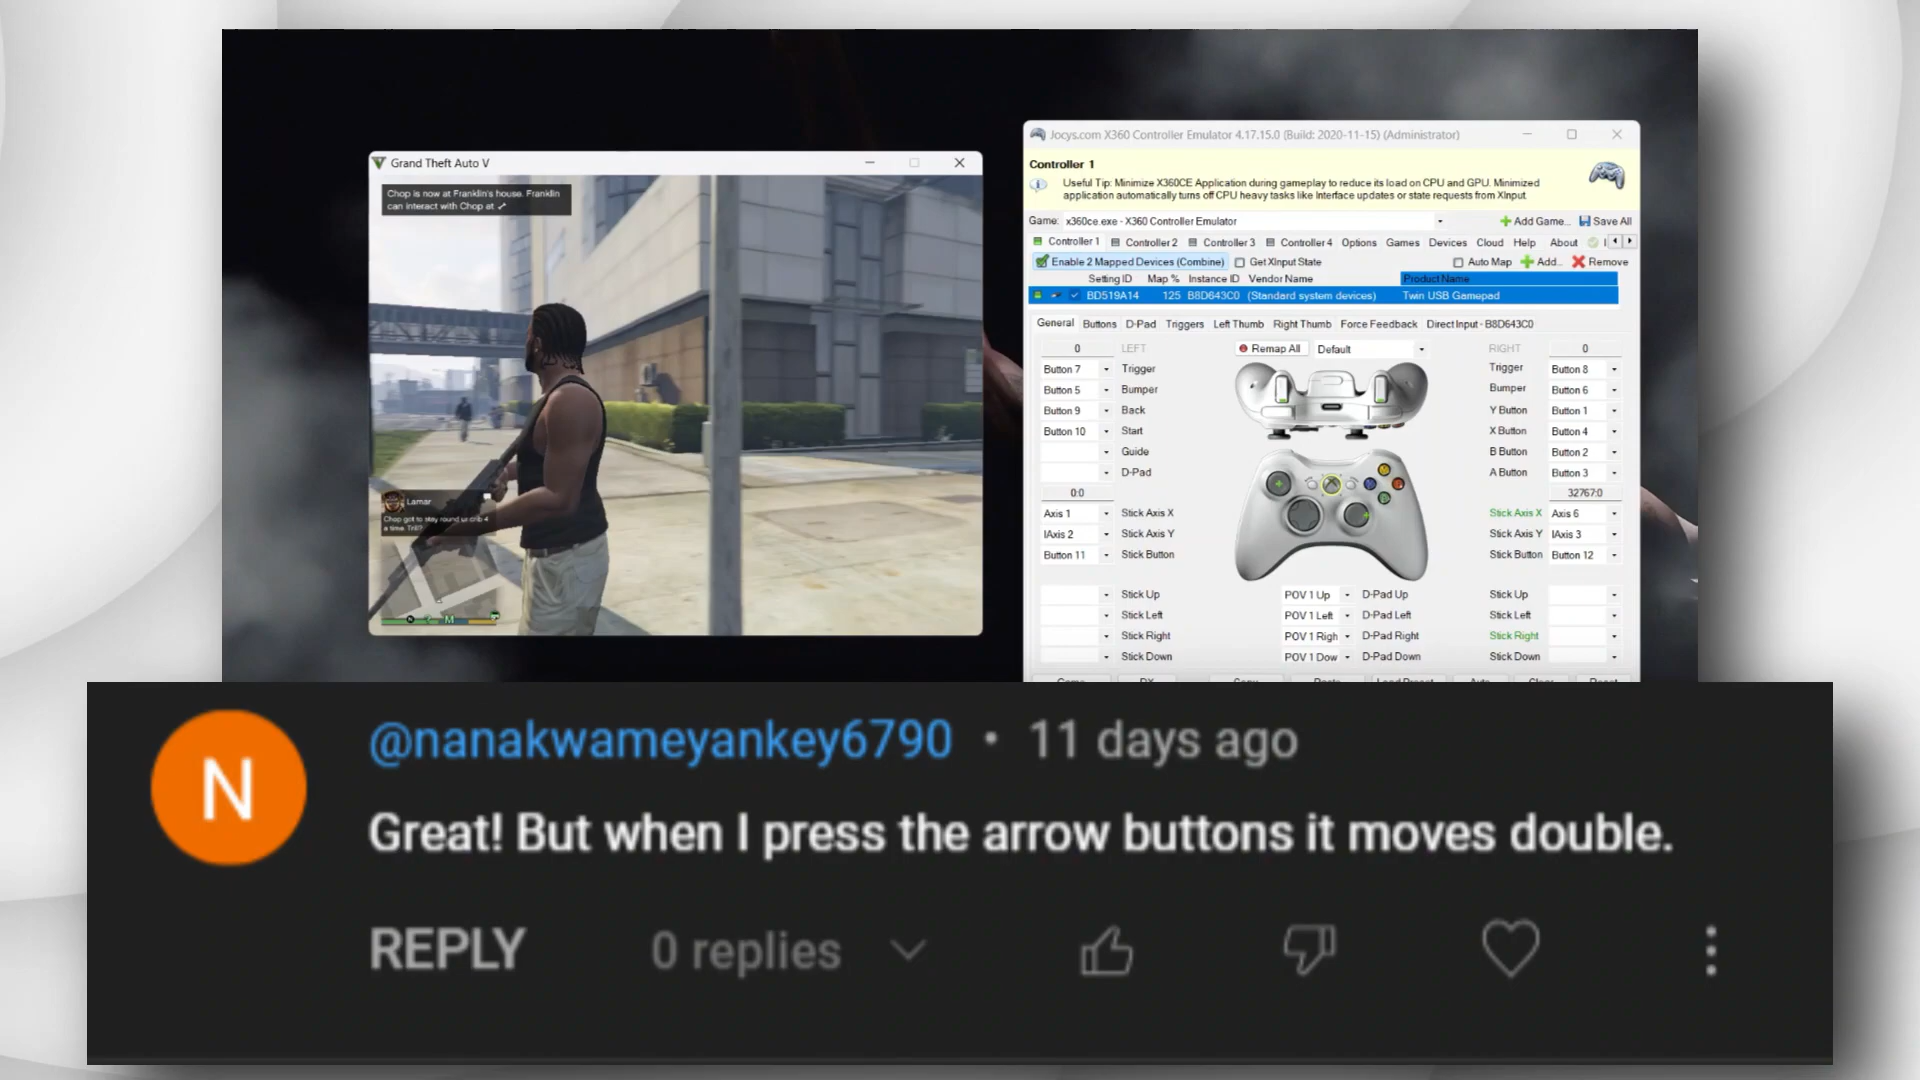 Grand Theft Auto V
Chop is now at Franklin's house. Franklin
can interact with Chop at
Lamar
Chop got to stay round ur crib 4
a time. Trill?
N
M
Jocys.com X360 Controller Emulator 4.17.15.0 (Build: 2020-11-15) (Administrator)
Controller 1
Useful Tip: Minimize X360CE Application during gameplay to reduce its load on CPU and GPU. Minimized
application automatically turns off CPU heavy tasks like Interface updates or state requests from XInput
Game: x360ce.exe - X360 Controller Emulator Add Game... Save All
Controller 1 Controller 2 Controller 3 Controller 4 Options Games Devices Cloud Help About
Enable 2 Mapped Devices (Combine) Get XInput State Auto Map Add... Remove
Setting ID Map % Instance ID Vendor Name Product Name
BD519A14 125 B8D643C0 (Standard system devices) Twin USB Gamepad
General Buttons D-Pad Triggers Left Thumb Right Thumb Force Feedback Direct Input - B8D643C0
0 LEFT Remap All Default RIGHT 0
Button 7 Trigger Trigger Button 8
Button 5 Bumper Bumper Button 6
Button 9 Back Y Button Button 1
Button 10 Start X Button Button 4
Guide B Button Button 2
D-Pad A Button Button 3
0:0 32767:0
Axis 1 Stick Axis X Stick Axis X Axis 6
IAxis 2 Stick Axis Y Stick Axis Y IAxis 3
Button 11 Stick Button Stick Button Button 12
Stick Up POV 1 Up D-Pad Up Stick Up
Stick Left POV 1 Left D-Pad Left Stick Left
Stick Right POV 1 Righ D-Pad Right Stick Right
Stick Down POV 1 Dow D-Pad Down Stick Down
N
@nanakwameyankey6790 • 11 days ago
Great! But when I press the arrow buttons it moves double.
REPLY 0 replies